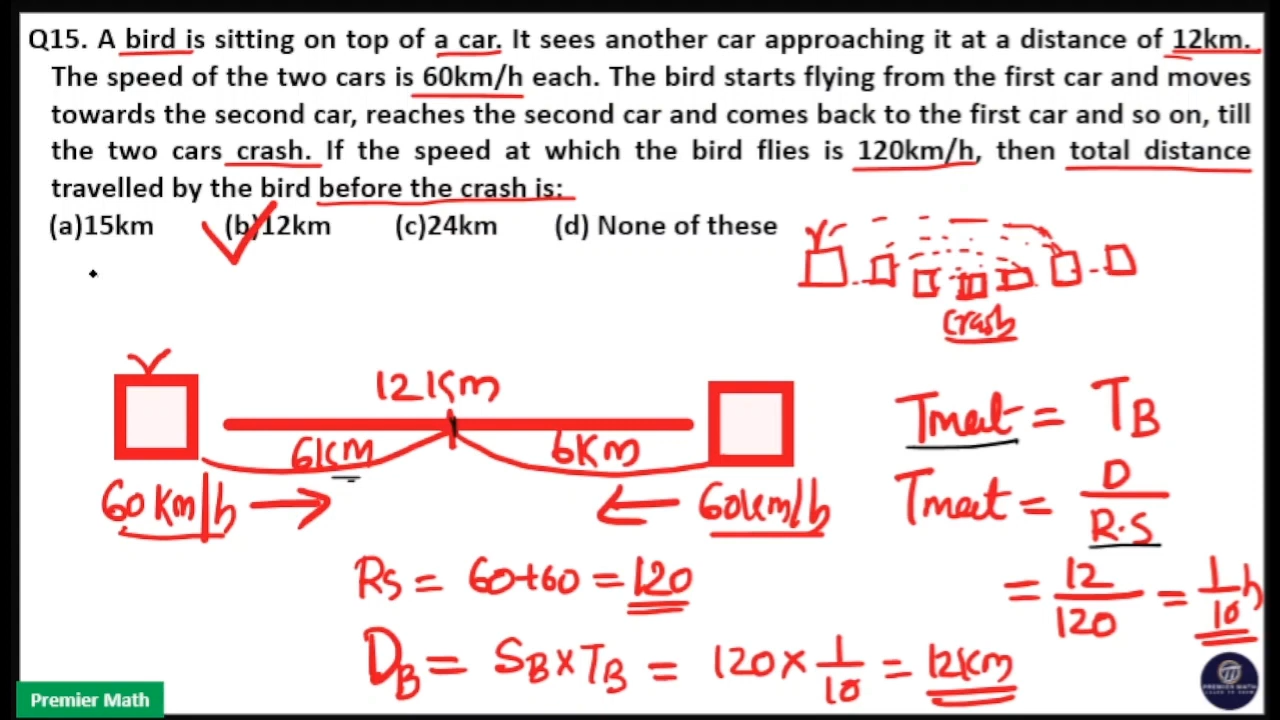 Q15. A bird is sitting on top of a car. It sees another car approaching it at a distance of 12km.
The speed of the two cars is 60km/h each. The bird starts flying from the first car and moves
towards the second car, reaches the second car and comes back to the first car and so on, till
the two cars crash. If the speed at which the bird flies is 120km/h, then total distance
travelled by the bird before the crash is:
(a)15km (b)12km (c)24km (d) None of these
crash
12Km
6Km 6Km
60Km/h 60km/h
Tmeet = TB
Tmeet = D/R.S
= 12/120 = 1/10 h
RS = 60+60 = 120
DB = SB×TB = 120×1/10 = 12Km
Premier Math
PREMIER MATH